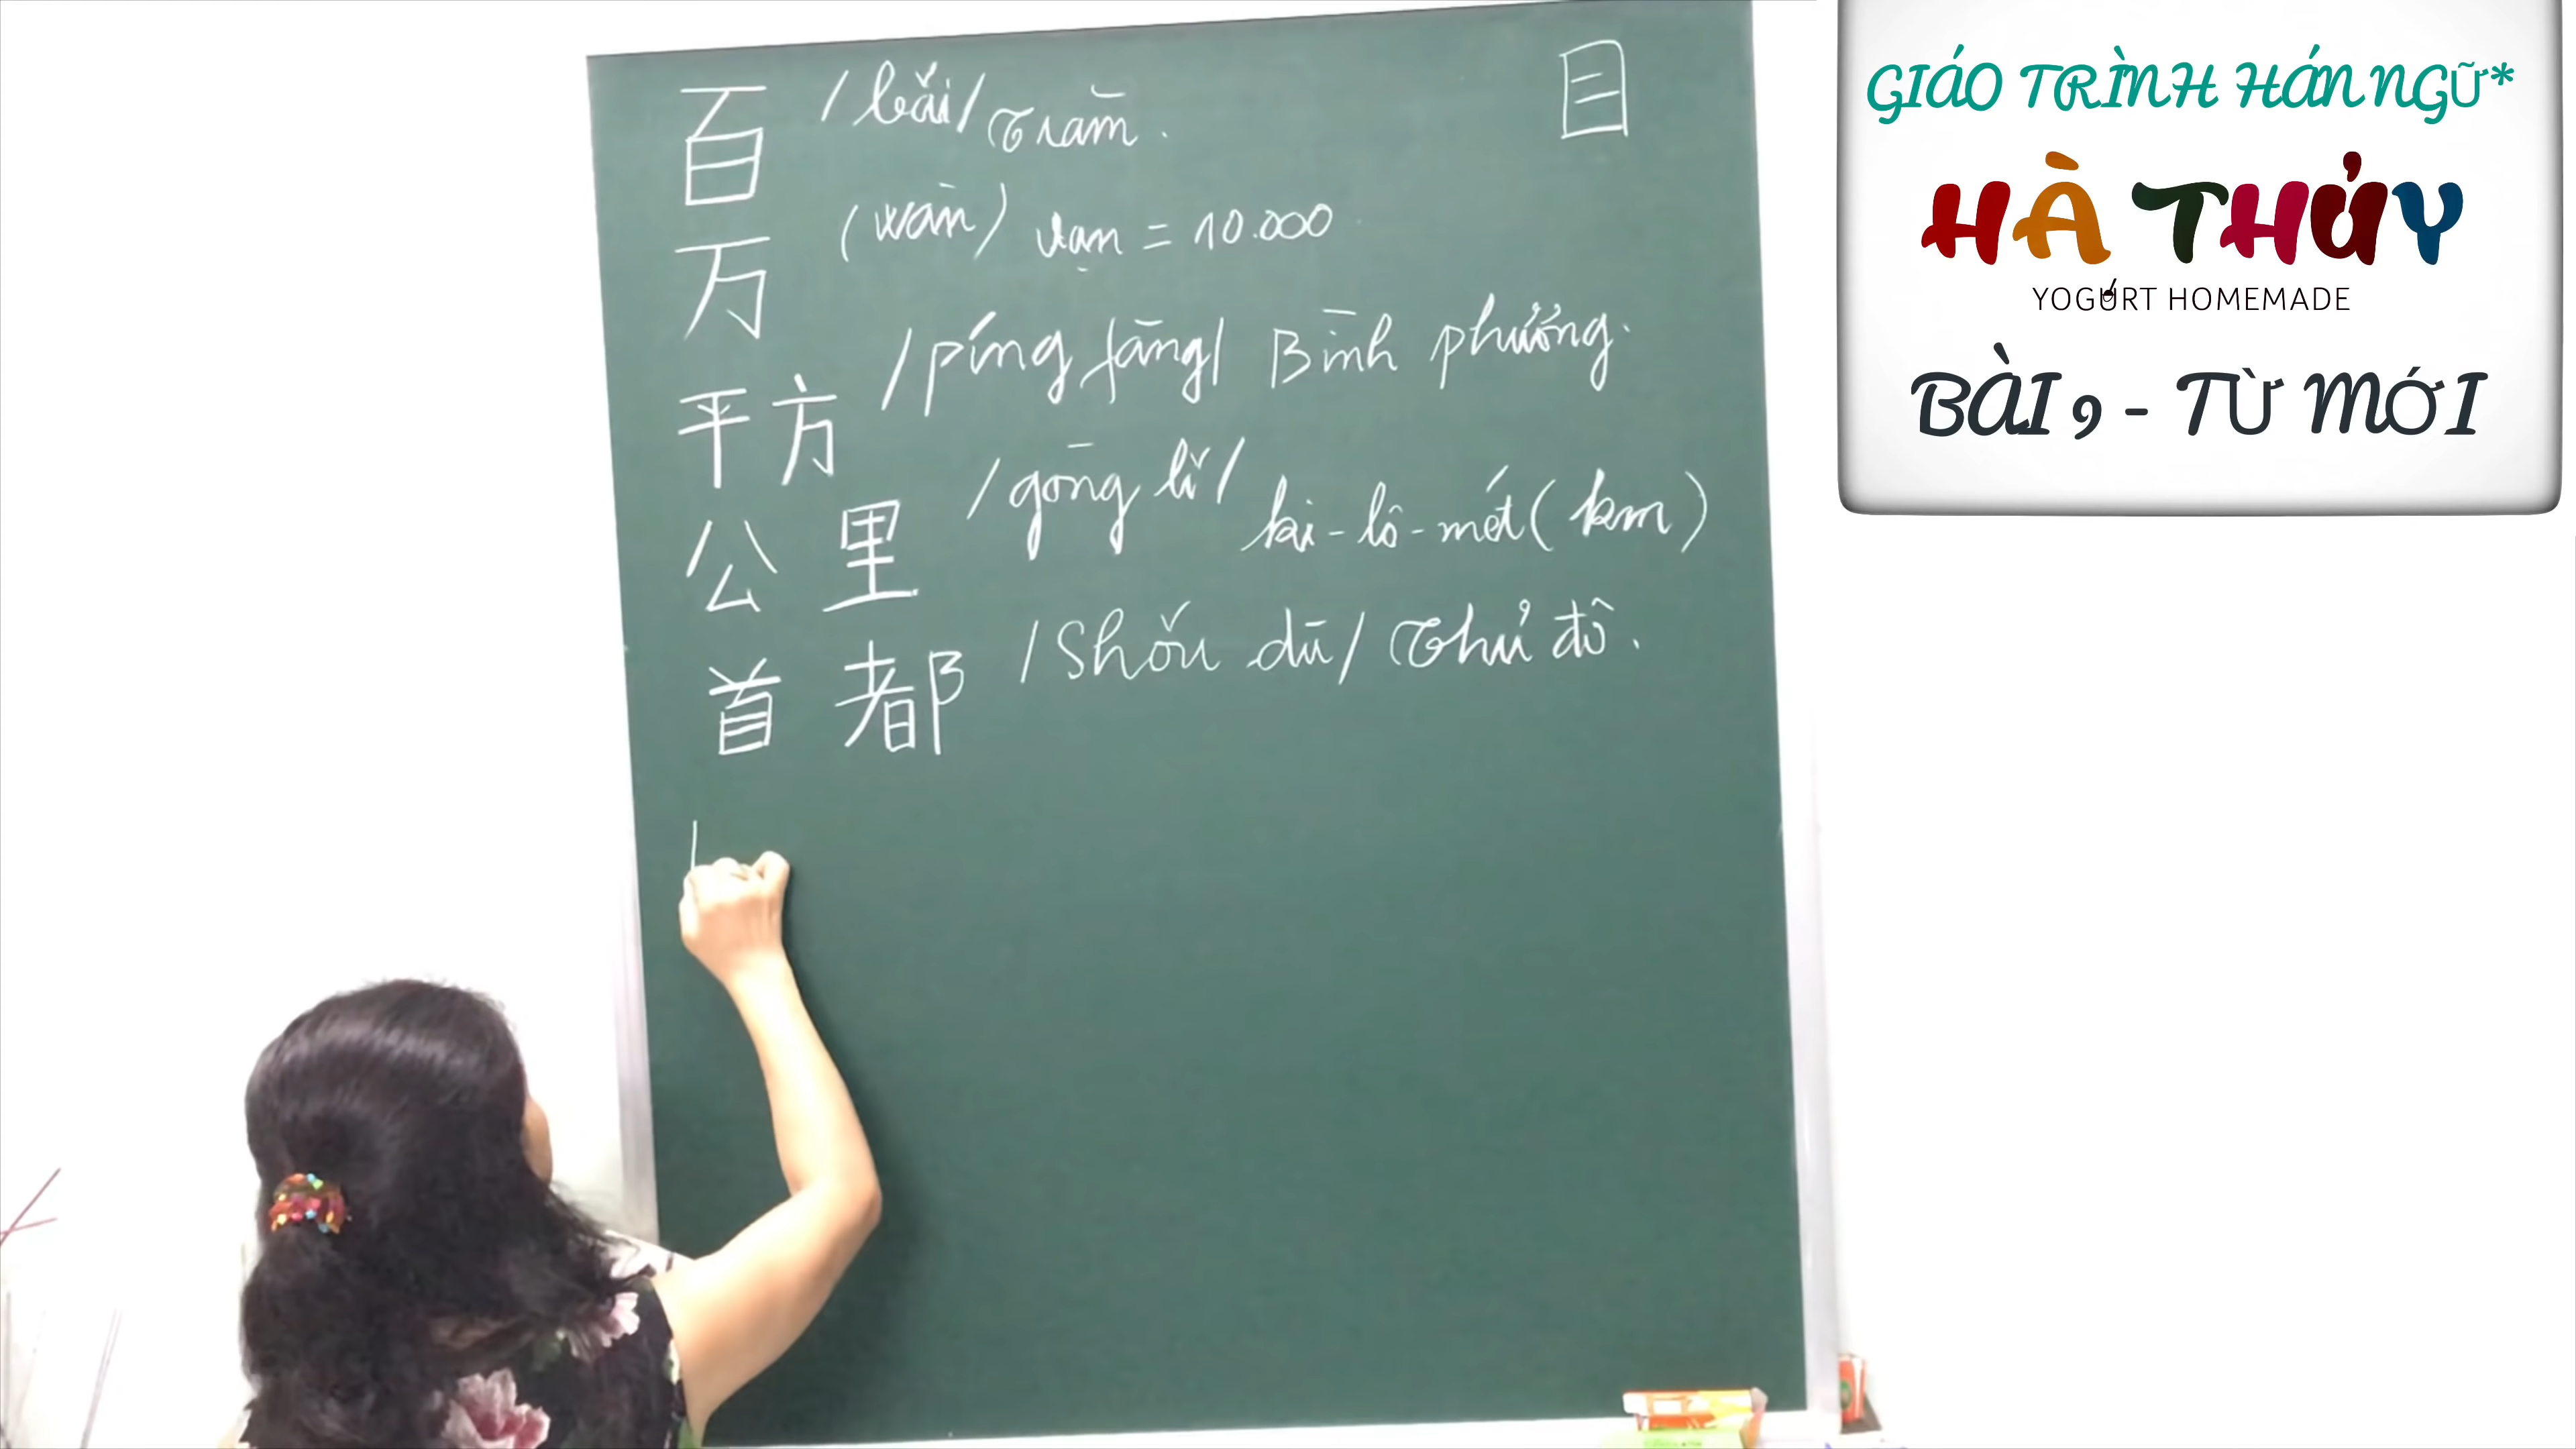 百 /bǎi/ Trăm.
目
万 (wàn) vạn = 10.000
平方 /píng fāng/ Bình phương.
公里 /gōng lǐ/ ki-lô-mét (km)
首都 /Shǒu dū/ Thủ đô.
GIÁO TRÌNH HÁN NGỮ*
HÀ THỦY
YOGURT HOMEMADE
BÀI 9 - TỪ MỚI